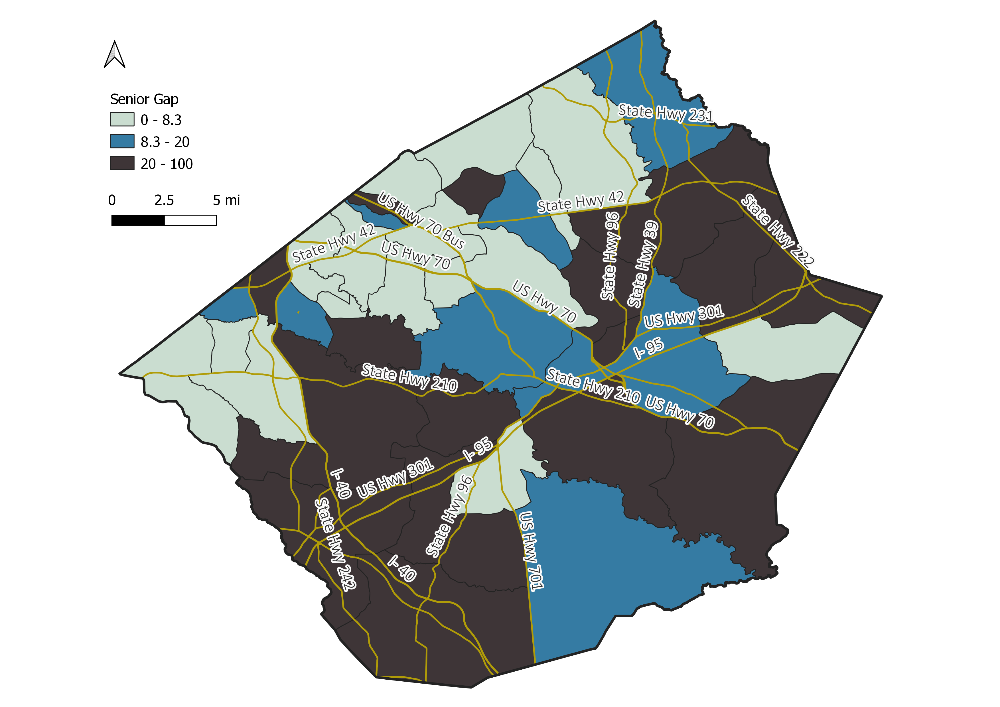 Senior Gap
0 - 8.3
8.3 - 20
20 - 100
0 2.5 5 mi
State Hwy 231
State Hwy 42
US Hwy 70 Bus
State Hwy 42
US Hwy 70
State Hwy 96
State Hwy 39
State Hwy 222
US Hwy 70
US Hwy 301
I- 95
State Hwy 210
State Hwy 210
US Hwy 70
I- 95
US Hwy 301
I- 40
State Hwy 96
State Hwy 242
US Hwy 701
I- 40